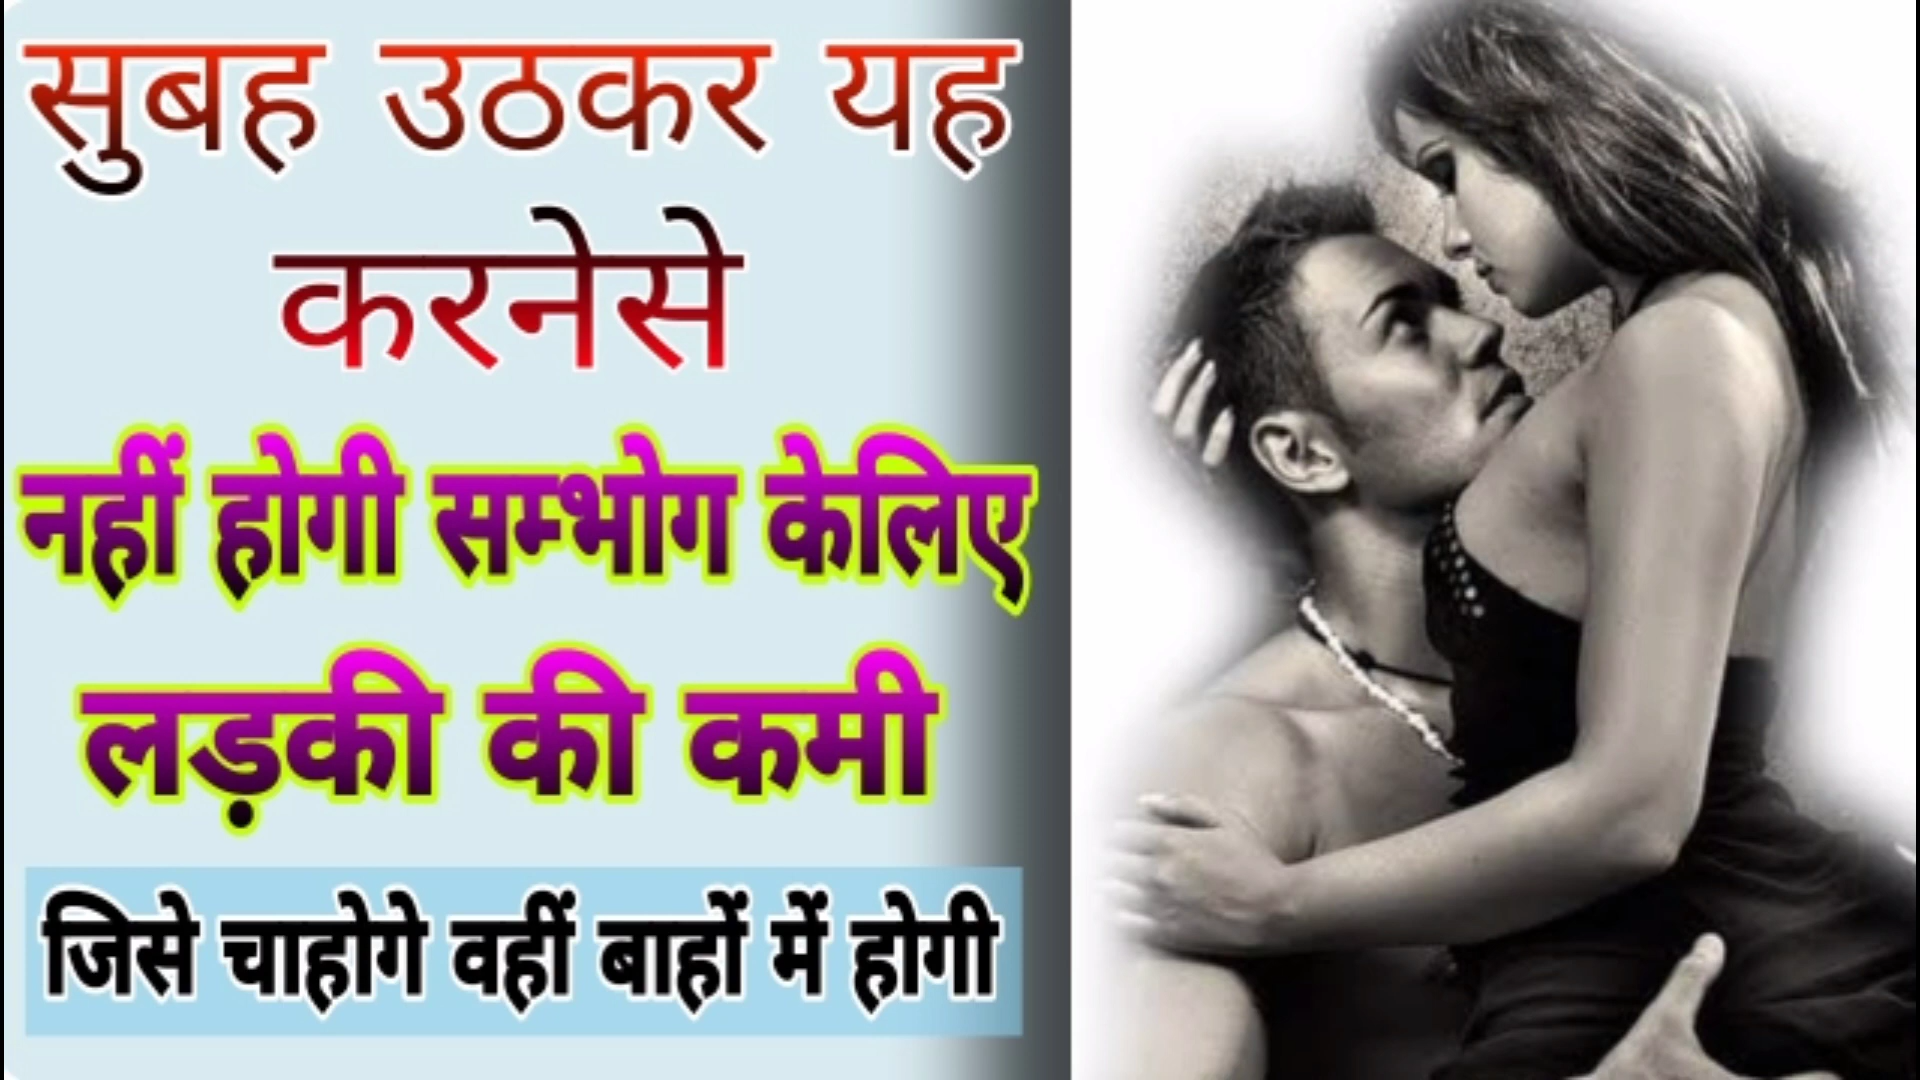 सुबह उठकर यह
करनेसे
नहीं होगी सम्भोग केलिए
लड़की की कमी
जिसे चाहोगे वहीं बाहों में होगी